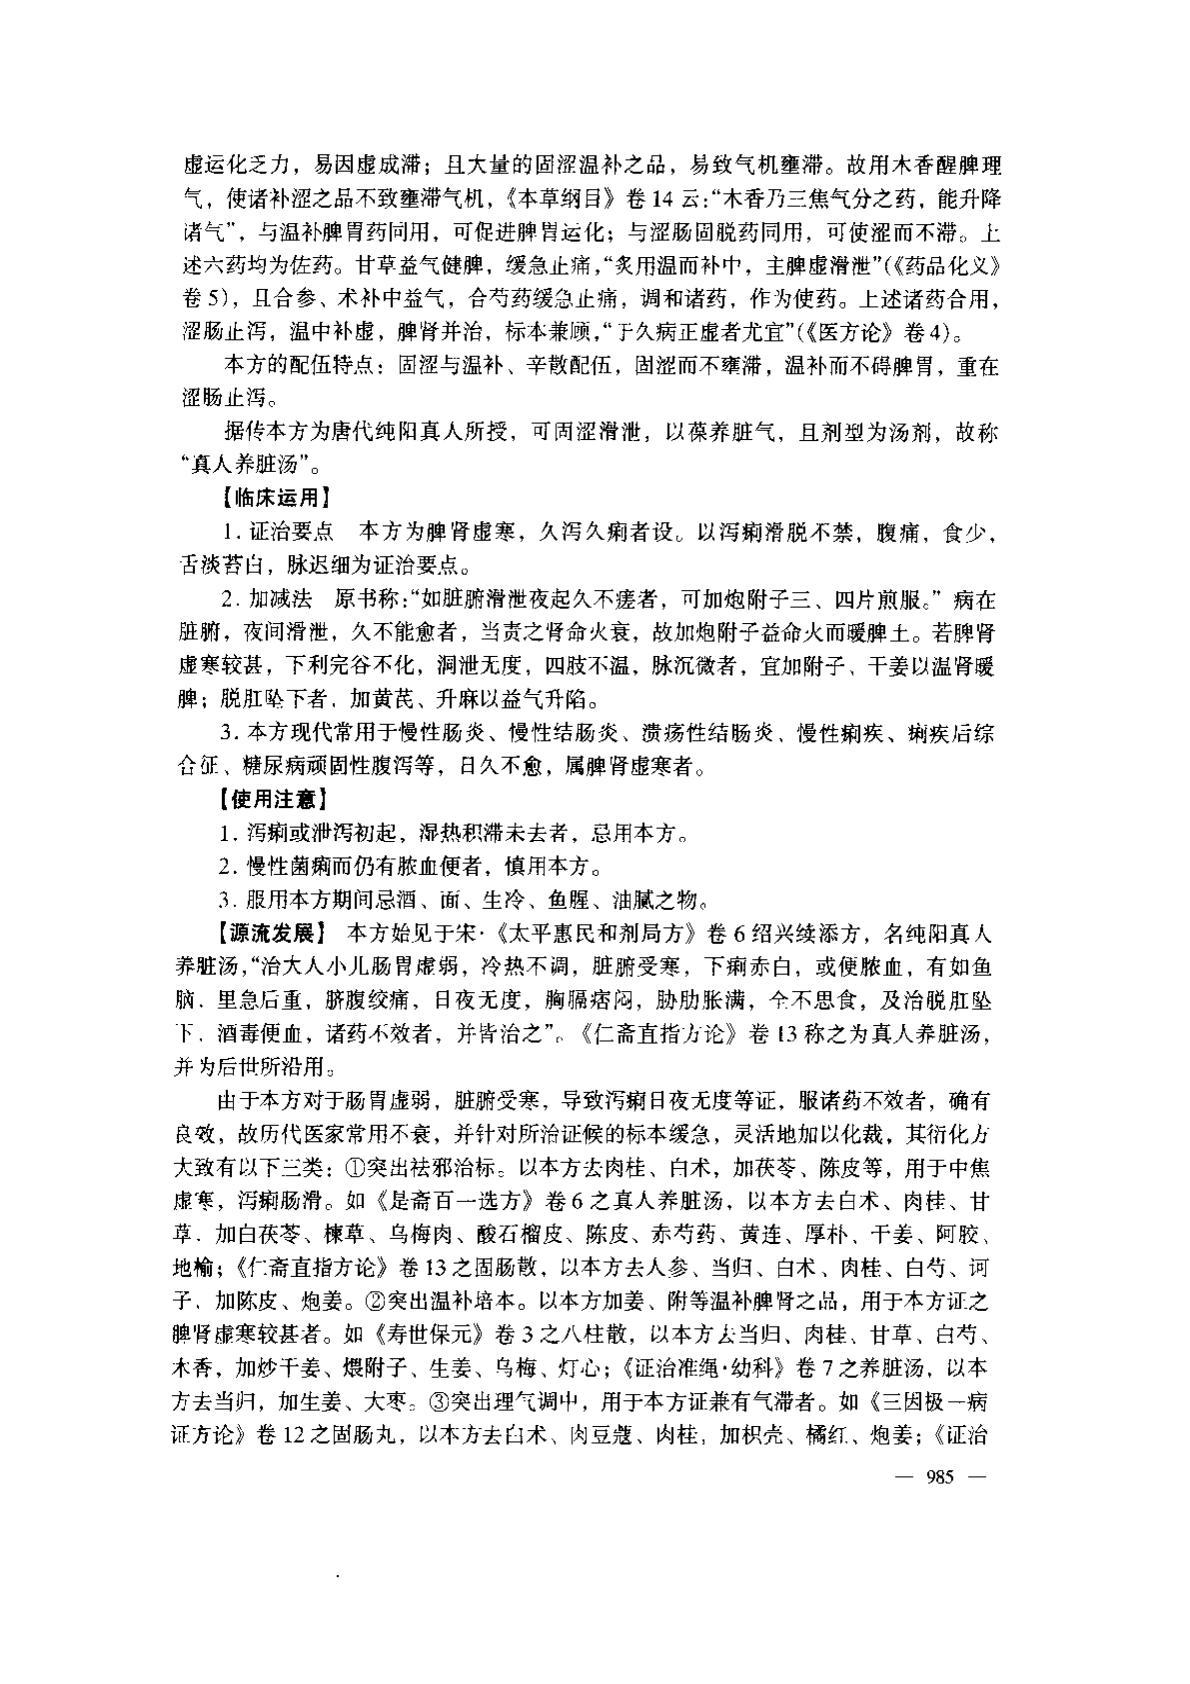 虚运化乏力，易因虚成滞；且大量的固涩温补之品，易致气机壅滞。故用木香醒脾理
气，使诸补涩之品不致壅滞气机，《本草纲目》卷 14 云：“木香乃三焦气分之药，能升降
诸气”，与温补脾胃药同用，可促进脾胃运化；与涩肠固脱药同用，可使涩而不滞。上
述六药均为佐药。甘草益气健脾，缓急止痛，“炙用温而补中，主脾虚滑泄”(《药品化义》
卷 5)，且合参、术补中益气，合芍药缓急止痛，调和诸药，作为使药。上述诸药合用，
涩肠止泻，温中补虚，脾肾并治，标本兼顾，“于久病正虚者尤宜”(《医方论》卷 4)。
本方的配伍特点：固涩与温补、辛散配伍，固涩而不壅滞，温补而不碍脾胃，重在
涩肠止泻。
据传本方为唐代纯阳真人所授，可固涩滑泄，以葆养脏气，且剂型为汤剂，故称
“真人养脏汤”。
【临床运用】
1. 证治要点　本方为脾肾虚寒，久泻久痢者设。以泻痢滑脱不禁，腹痛，食少，
舌淡苔白，脉迟细为证治要点。
2. 加减法　原书称：“如脏腑滑泄夜起久不瘥者，可加炮附子三、四片煎服。”病在
脏腑，夜间滑泄，久不能愈者，当责之肾命火衰，故加炮附子益命火而暖脾土。若脾肾
虚寒较甚，下利完谷不化，洞泄无度，四肢不温，脉沉微者，宜加附子、干姜以温肾暖
脾；脱肛坠下者，加黄芪、升麻以益气升陷。
3. 本方现代常用于慢性肠炎、慢性结肠炎、溃疡性结肠炎、慢性痢疾、痢疾后综
合征、糖尿病顽固性腹泻等，日久不愈，属脾肾虚寒者。
【使用注意】
1. 泻痢或泄泻初起，湿热积滞未去者，忌用本方。
2. 慢性菌痢而仍有脓血便者，慎用本方。
3. 服用本方期间忌酒、面、生冷、鱼腥、油腻之物。
【源流发展】　本方始见于宋·《太平惠民和剂局方》卷 6 绍兴续添方，名纯阳真人
养脏汤，“治大人小儿肠胃虚弱，冷热不调，脏腑受寒，下痢赤白，或便脓血，有如鱼
脑，里急后重，脐腹绞痛，日夜无度，胸膈痞闷，胁肋胀满，全不思食，及治脱肛坠
下，酒毒便血，诸药不效者，并皆治之”。《仁斋直指方论》卷 13 称之为真人养脏汤，
并为后世所沿用。
由于本方对于肠胃虚弱，脏腑受寒，导致泻痢日夜无度等证，服诸药不效者，确有
良效，故历代医家常用不衰，并针对所治证候的标本缓急，灵活地加以化裁，其衍化方
大致有以下三类：①突出祛邪治标。以本方去肉桂、白术，加茯苓、陈皮等，用于中焦
虚寒，泻痢肠滑。如《是斋百一选方》卷 6 之真人养脏汤，以本方去白术、肉桂、甘
草，加白茯苓、楝草、乌梅肉、酸石榴皮、陈皮、赤芍药、黄连、厚朴、干姜、阿胶、
地榆；《仁斋直指方论》卷 13 之固肠散，以本方去人参、当归、白术、肉桂、白芍、诃
子，加陈皮、炮姜。②突出温补培本。以本方加姜、附等温补脾肾之品，用于本方证之
脾肾虚寒较甚者。如《寿世保元》卷 3 之八柱散，以本方去当归、肉桂、甘草、白芍、
木香，加炒干姜、煨附子、生姜、乌梅、灯心；《证治准绳·幼科》卷 7 之养脏汤，以本
方去当归，加生姜、大枣。③突出理气调中，用于本方证兼有气滞者。如《三因极一病
证方论》卷 12 之固肠丸，以本方去白术、肉豆蔻、肉桂，加枳壳、橘红、炮姜；《证治
— 985 —